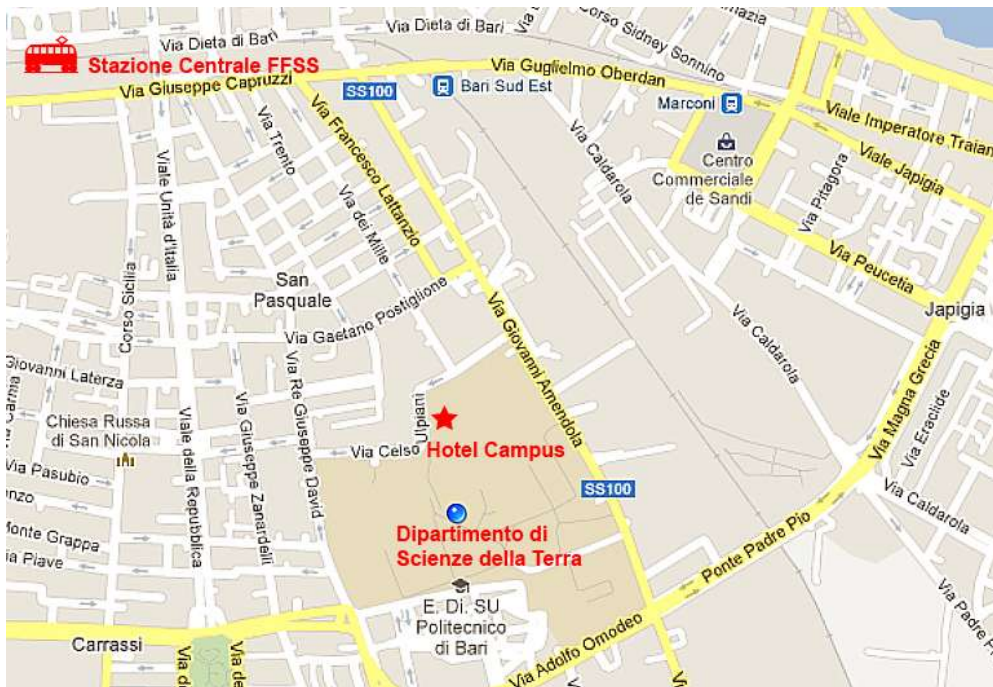 Via Dieta di Bari
Via Dieta di Bari
Corso Sidney Sonnino
Stazione Centrale FFSS
Via Guglielmo Oberdan
Via Giuseppe Capruzzi
SS100
Bari Sud Est
Marconi
Viale Imperatore Traian
Via Trento
Via Francesco Lattanzio
Viale Unità d'Italia
Via Caldarola
Centro
Commerciale
de Sandi
Viale Japigia
Via Pitagora
Via dei Mille
San
Pasquale
Via Peucetia
Corso Sicilia
Via Gaetano Postiglione
Via Giovanni Amendola
Via Caldarola
Japigia
Giovanni Laterza
Via Re Giuseppe David
Via Magna Grecia
Via Eraclide
Chiesa Russa
di San Nicola
Ulpiani
Via Celso
Hotel Campus
Viale della Repubblica
Via Giuseppe Zanardelli
Via Pasubio
SS100
Via Caldarola
Monte Grappa
Dipartimento di
Scienze della Terra
Piave
Ponte Padre Pio
E. Di. SU
Politecnico
di Bari
Carrassi
Via Adolfo Omodeo
Via Padre Pi